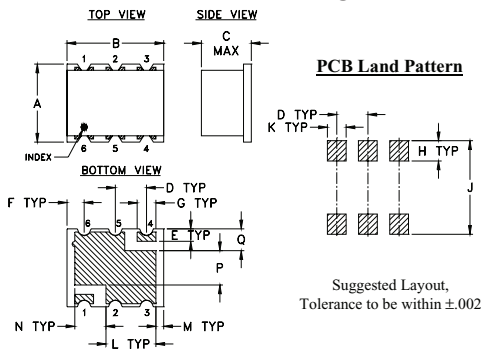 TOP VIEW
SIDE VIEW
B
C
MAX
1 2 3
A
INDEX
6 5 4
BOTTOM VIEW
D TYP
F TYP
G TYP
6 5 4
E TYP
Q
P
1 2 3
N TYP
M TYP
L TYP
PCB Land Pattern
D TYP
K TYP
H TYP
J
Suggested Layout,
Tolerance to be within ±.002